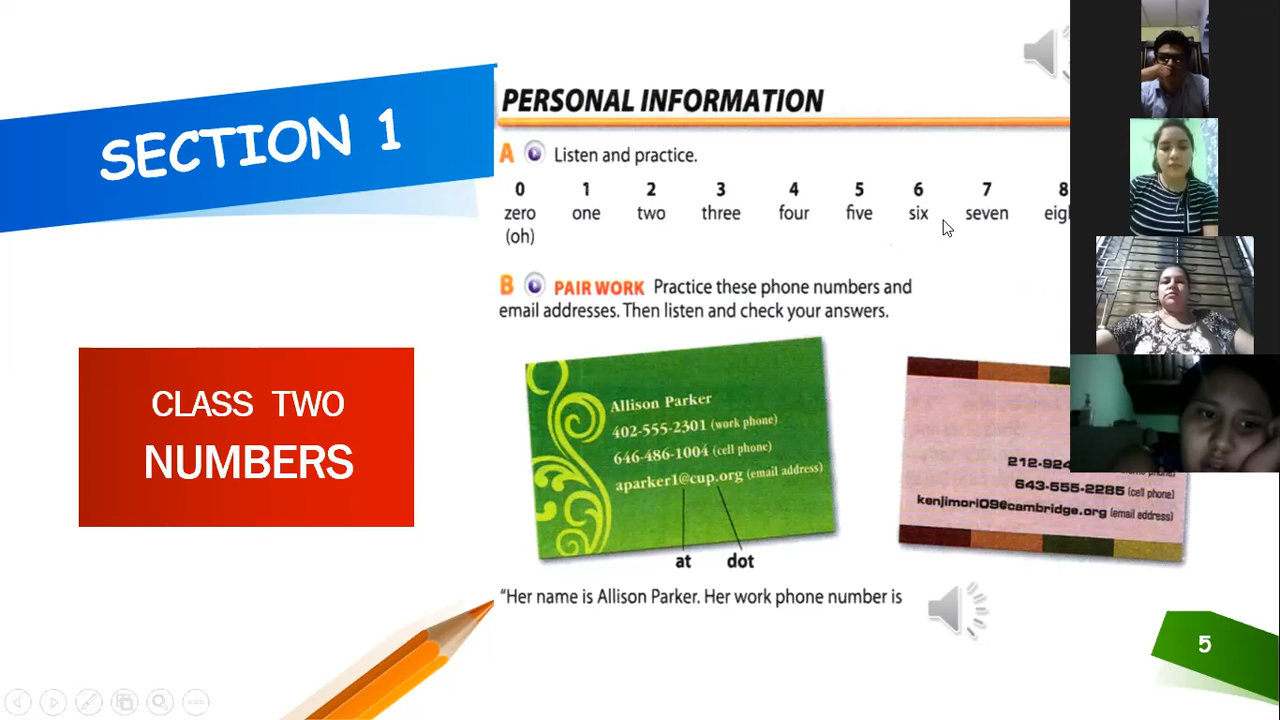 SECTION 1
CLASS TWO
NUMBERS
PERSONAL INFORMATION
A Listen and practice.
0 1 2 3 4 5 6 7 8
zero one two three four five six seven
(oh)
B PAIR WORK Practice these phone numbers and
email addresses. Then listen and check your answers.
Allison Parker
402-555-2301 (work phone)
646-486-1004 (cell phone)
aparker1@cup.org (email address)
at dot
212-924
643-555-2285 (cell phone)
kenjimori09@cambridge.org (email address)
"Her name is Allison Parker. Her work phone number is
5